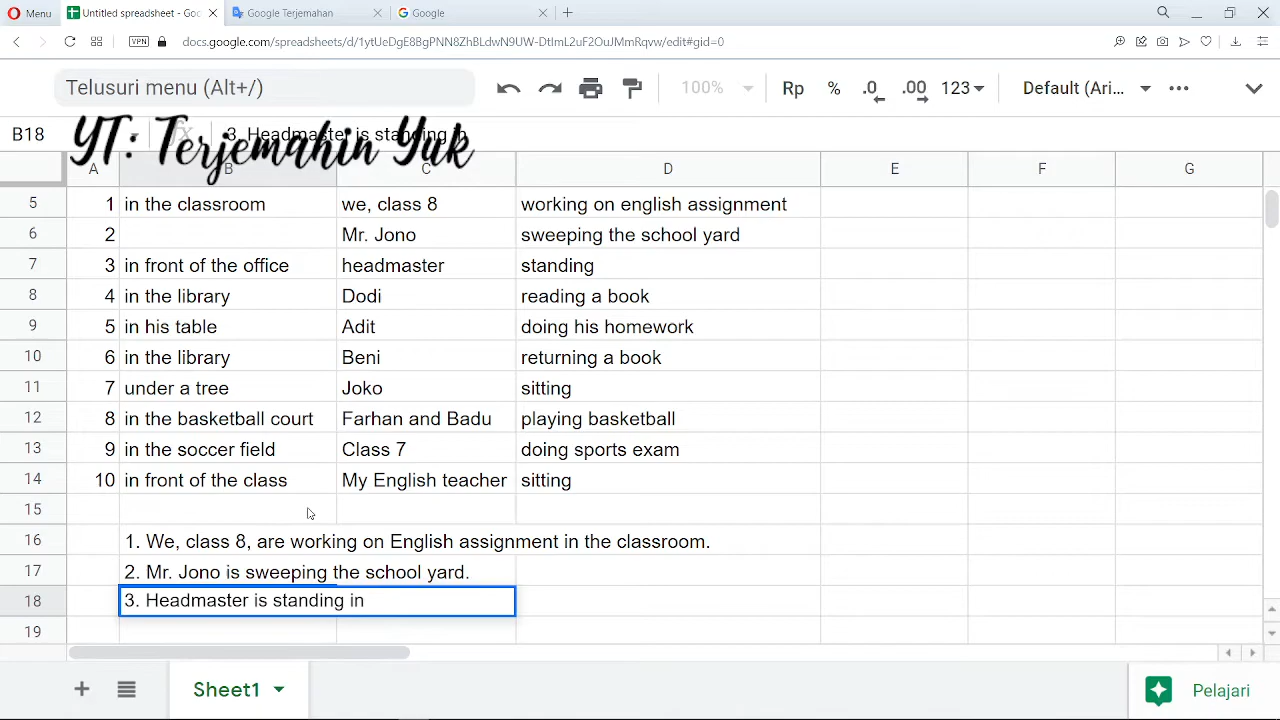 Menu Untitled spreadsheet - Goo Google Terjemahan Google
VPN docs.google.com/spreadsheets/d/1ytUeDgE8BgPNN8ZhBLdwN9UW-DtImL2uF2OuJMmRqvw/edit#gid=0
Telusuri menu (Alt+/) 100% Rp % .0 .00 123 Default (Ari...
B18 fx 3. Headmaster is standing in
YT: Terjemahin Yuk
A B C D E F G
5 1 in the classroom we, class 8 working on english assignment
6 2 Mr. Jono sweeping the school yard
7 3 in front of the office headmaster standing
8 4 in the library Dodi reading a book
9 5 in his table Adit doing his homework
10 6 in the library Beni returning a book
11 7 under a tree Joko sitting
12 8 in the basketball court Farhan and Badu playing basketball
13 9 in the soccer field Class 7 doing sports exam
14 10 in front of the class My English teacher sitting
15
16 1. We, class 8, are working on English assignment in the classroom.
17 2. Mr. Jono is sweeping the school yard.
18 3. Headmaster is standing in
19
Sheet1 Pelajari